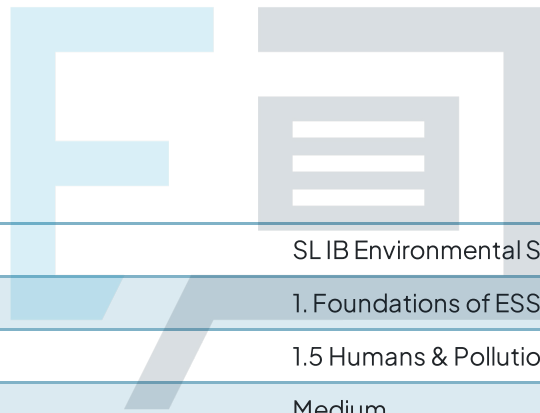 SL IB Environmental S
1. Foundations of ESS
1.5 Humans & Pollutio
Medium